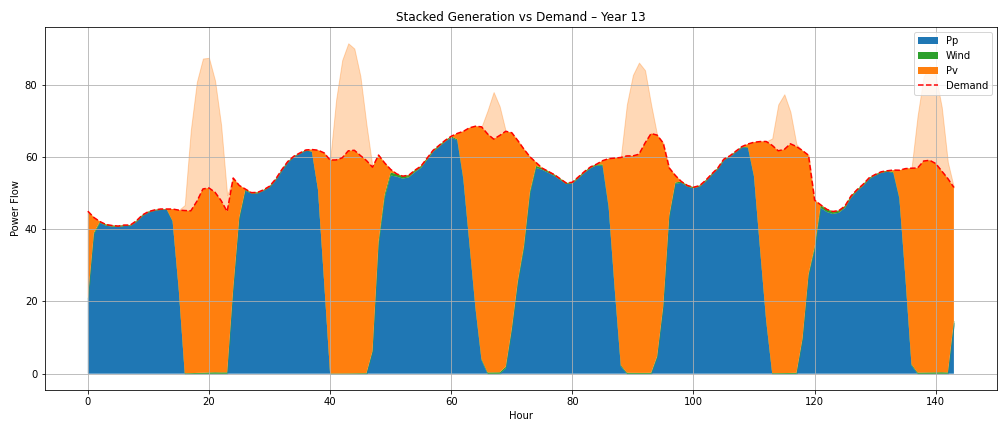 Stacked Generation vs Demand – Year 13
Pp
Wind
Pv
Demand
Power Flow
80
60
40
20
0
0 20 40 60 80 100 120 140
Hour